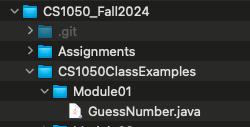 CS1050_Fall2024
.git
Assignments
CS1050ClassExamples
Module01
GuessNumber.java